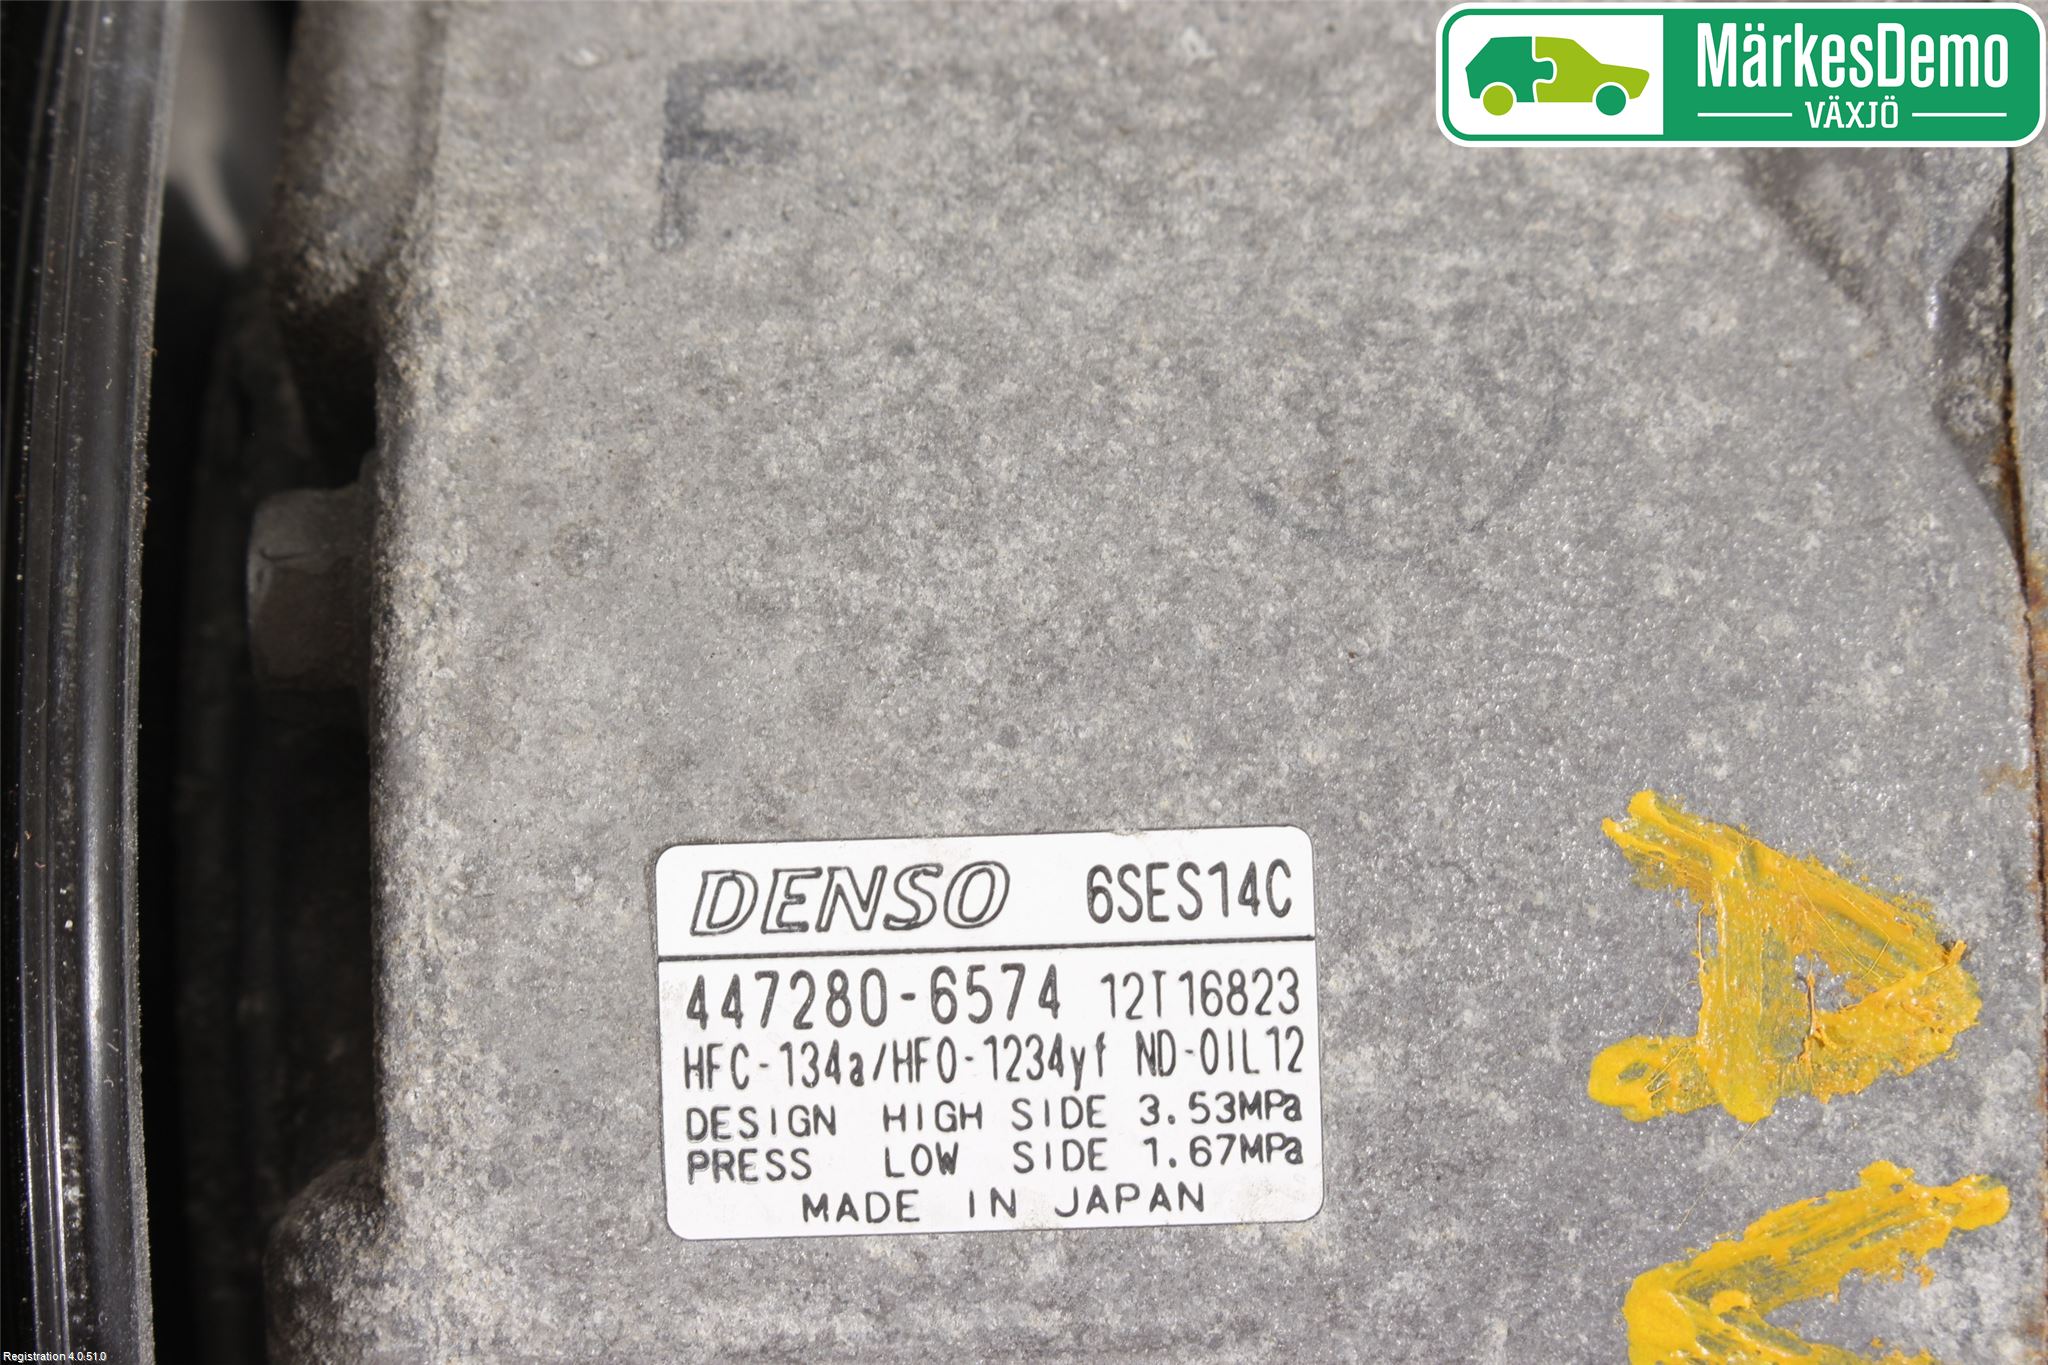 MärkesDemo
VÄXJÖ
F
DENSO 6SES14C
447280-6574 12T16823
HFC-134a/HFO-1234yf ND-OIL12
DESIGN HIGH SIDE 3.53MPa
PRESS LOW SIDE 1.67MPa
MADE IN JAPAN
Registration 4.0.51.0